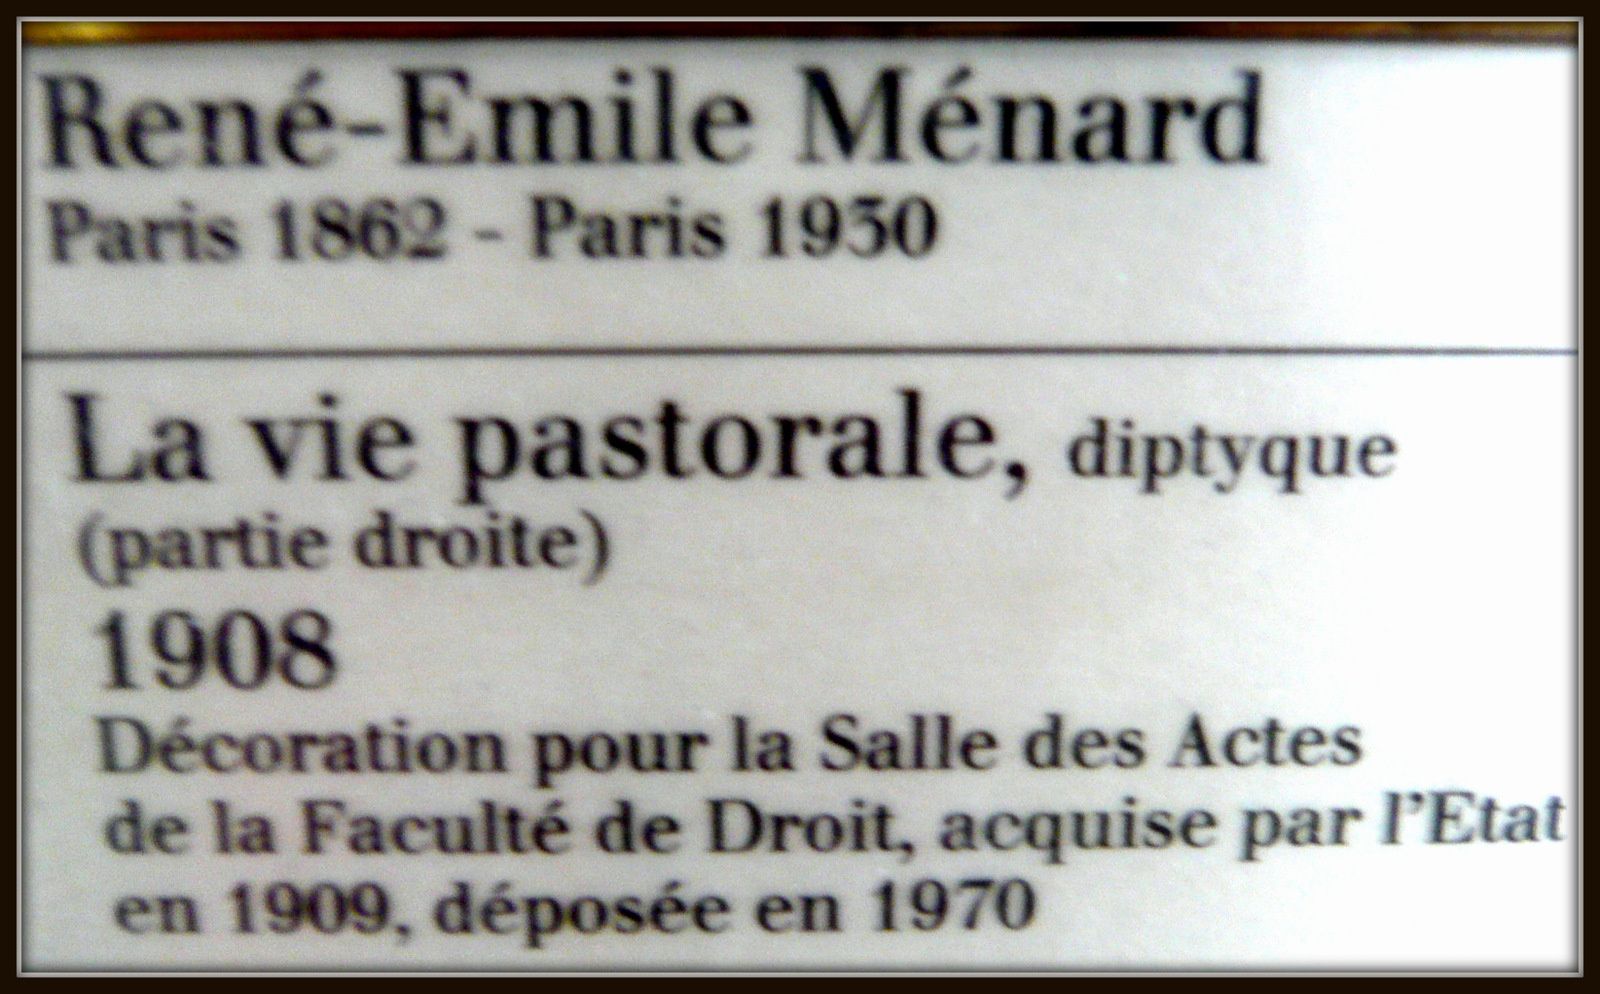 René-Emile Ménard
Paris 1862 - Paris 1930
La vie pastorale, diptyque
(partie droite)
1908
Décoration pour la Salle des Actes
de la Faculté de Droit, acquise par l'Etat
en 1909, déposée en 1970